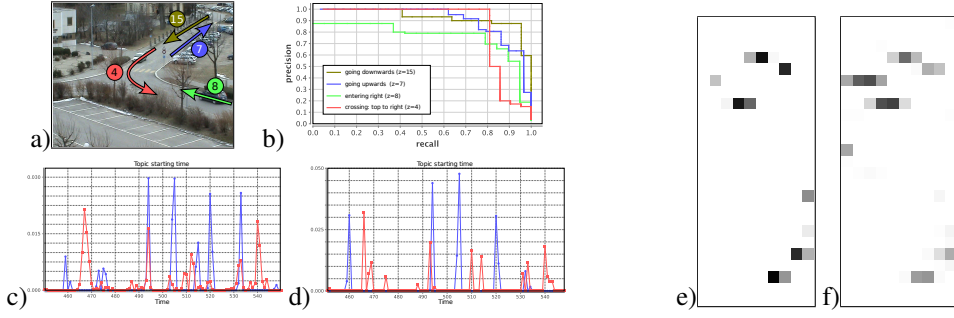 15
7
4
8
a)
precision
1.0
0.9
0.8
0.7
0.6
0.5
0.4
0.3
0.2
0.1
0.0
going downwards (z=15)
going upwards (z=7)
entering right (z=8)
crossing: top to right (z=4)
0.0 0.1 0.2 0.3 0.4 0.5 0.6 0.7 0.8 0.9 1.0
recall
b)
Topic starting time
0.030
0.015
0.000
460 470 480 490 500 510 520 530 540
Time
c)
Topic starting time
0.050
0.025
0.000
460 470 480 490 500 510 520 530 540
Time
d)
e)
f)